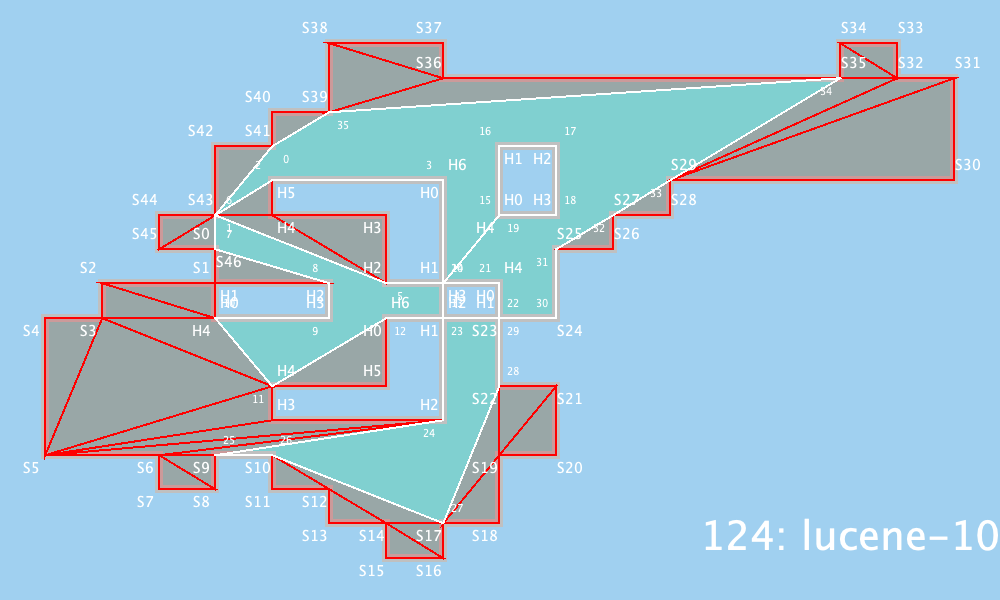 S38 S37 S34 S33
S36 S35 S32 S31
S40 S39
35 34
S42 S41 16 17
2 0 3 H6 H1 H2 S29 S30
S44 S43 H5 H0 15 H0 H3 18 S27 33 S28
S45 S0 1 7 H4 H3 H4 19 S25 32 S26
S2 S1 S46 8 H2 H1 20 21 H4 31
H2 H3 5 H6 H3 H0 H1 22 30
S4 S3 H4 9 H0 12 H1 23 S23 29 S24
H4 H5 28
11 H3 H2 S22 S21
25 26 24
S5 S6 S9 S10 S19 S20
S7 S8 S11 S12 27
S13 S14 S17 S18
S15 S16
124: lucene-10